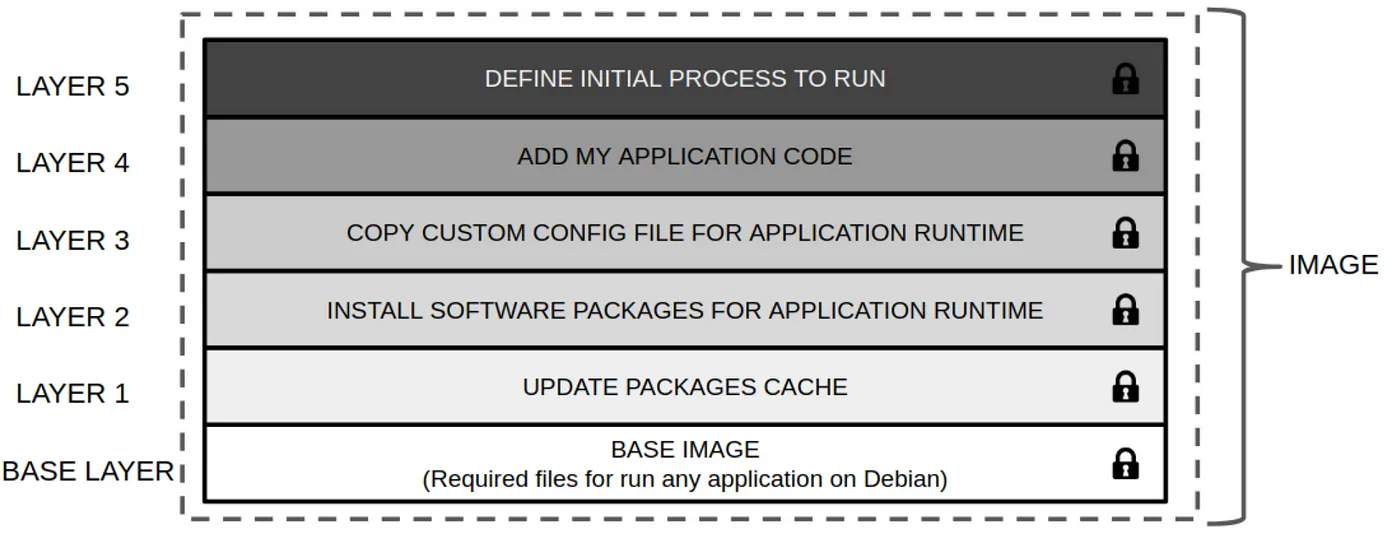 LAYER 5
DEFINE INITIAL PROCESS TO RUN
LAYER 4
ADD MY APPLICATION CODE
LAYER 3
COPY CUSTOM CONFIG FILE FOR APPLICATION RUNTIME
IMAGE
LAYER 2
INSTALL SOFTWARE PACKAGES FOR APPLICATION RUNTIME
LAYER 1
UPDATE PACKAGES CACHE
BASE LAYER
BASE IMAGE
(Required files for run any application on Debian)